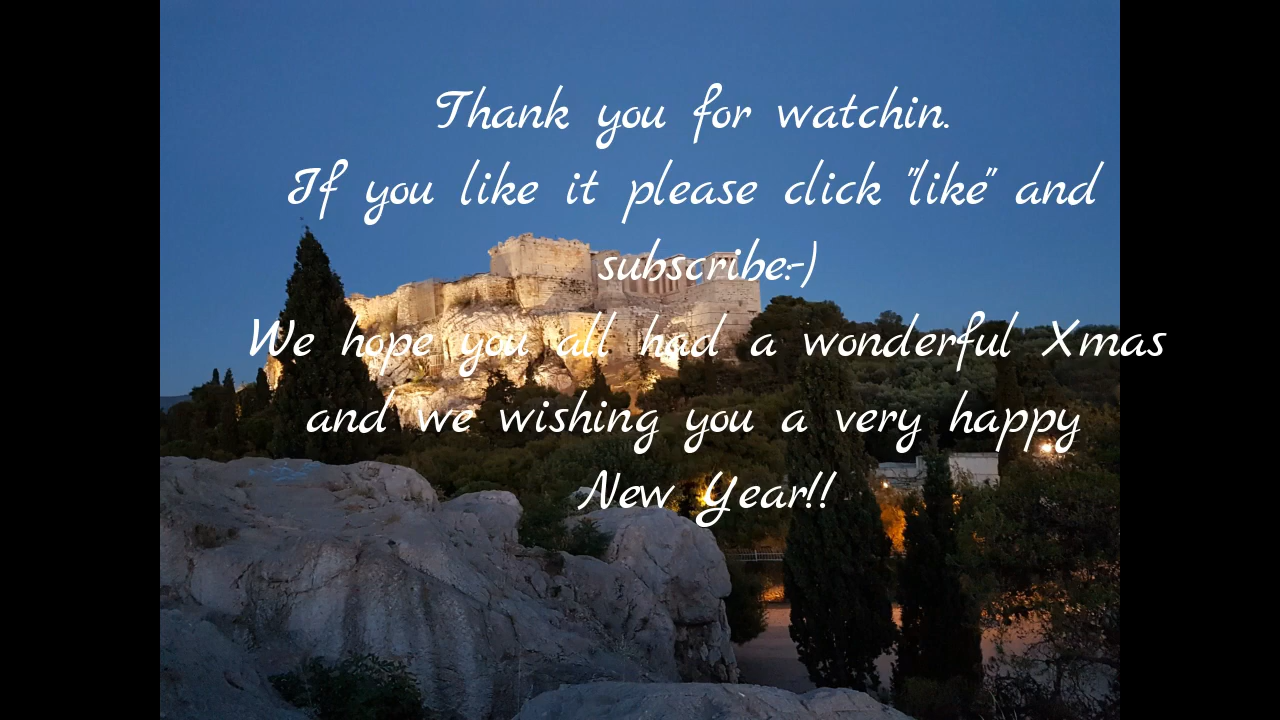 Thank you for watchin.
If you like it please click "like" and
subscribe:-)
We hope you all had a wonderful Xmas
and we wishing you a very happy
New Year!!